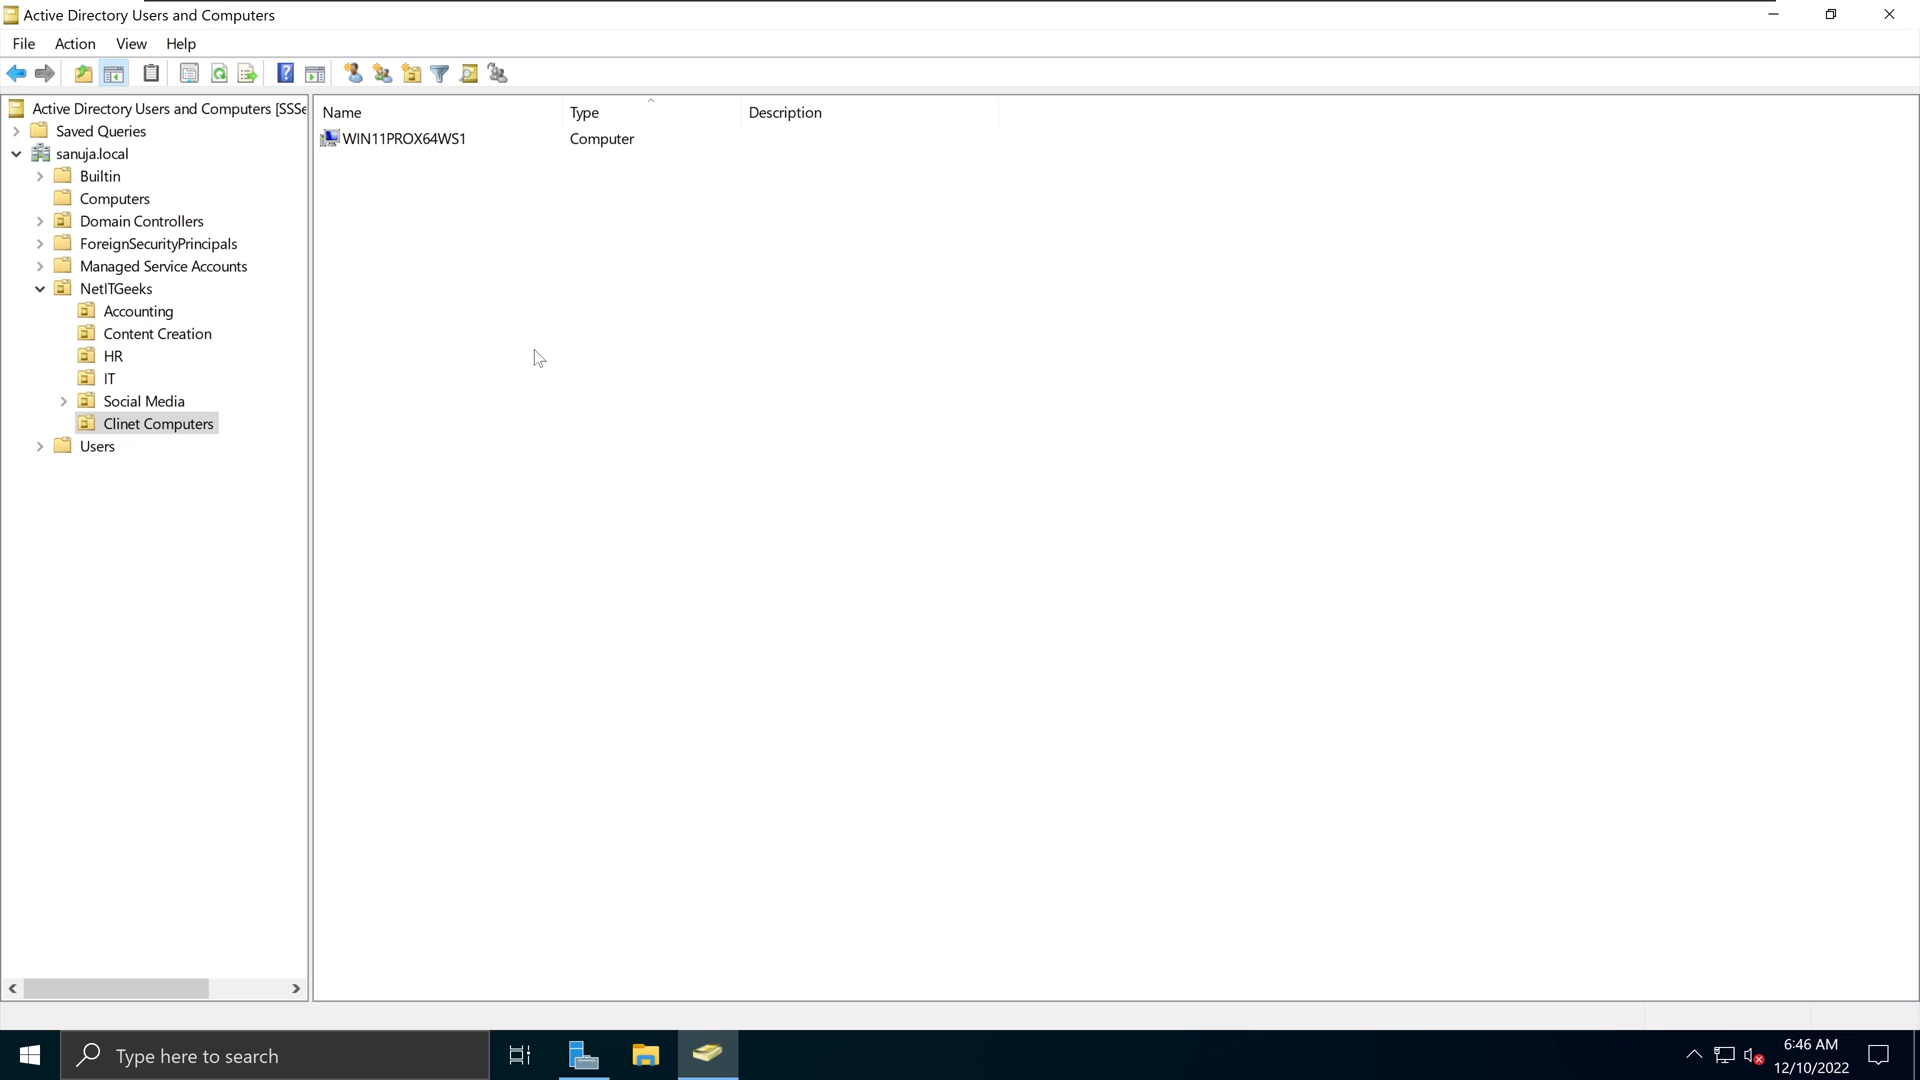 Active Directory Users and Computers
File Action View Help
Active Directory Users and Computers [SSSe
Saved Queries
sanuja.local
Builtin
Computers
Domain Controllers
ForeignSecurityPrincipals
Managed Service Accounts
NetITGeeks
Accounting
Content Creation
HR
IT
Social Media
Clinet Computers
Users
Name Type Description
WIN11PROX64WS1 Computer
Type here to search
6:46 AM
12/10/2022